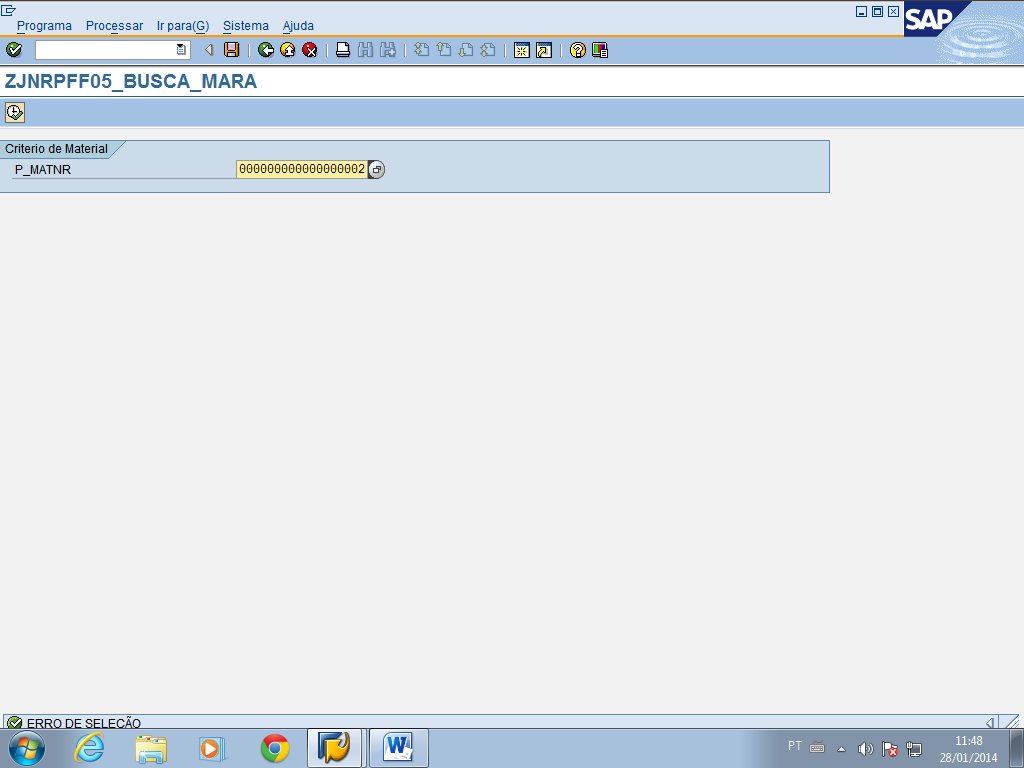 Programa Processar Ir para(G) Sistema Ajuda
SAP
ZJNRPFF05_BUSCA_MARA
Criterio de Material
P_MATNR 000000000000000002
ERRO DE SELEÇÃO
PT
11:48
28/01/2014